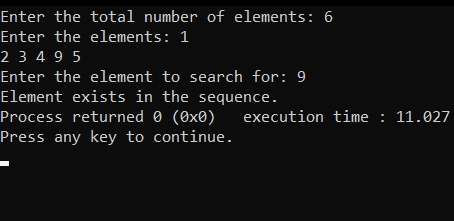 Enter the total number of elements: 6
Enter the elements: 1
2 3 4 9 5
Enter the element to search for: 9
Element exists in the sequence.
Process returned 0 (0x0)   execution time : 11.027
Press any key to continue.